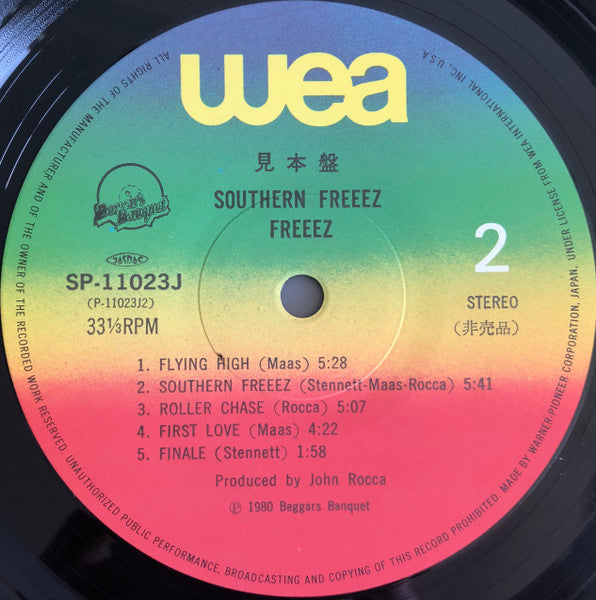 wea
見本盤
SOUTHERN FREEEZ
FREEEZ
Beggars Banquet
JASRAC
SP-11023J
(P-11023J2)
33⅓RPM
2
STEREO
(非売品)
1. FLYING HIGH (Maas) 5:28
2. SOUTHERN FREEEZ (Stennett-Maas-Rocca) 5:41
3. ROLLER CHASE (Rocca) 5:07
4. FIRST LOVE (Maas) 4:22
5. FINALE (Stennett) 1:58
Produced by John Rocca
Ⓟ 1980 Beggars Banquet
ALL RIGHTS OF THE MANUFACTURER AND OF THE OWNER OF THE RECORDED WORK RESERVED. UNAUTHORIZED PUBLIC PERFORMANCE, BROADCASTING AND COPYING OF THIS RECORD PROHIBITED. MADE BY WARNER-PIONEER CORPORATION, JAPAN, UNDER LICENSE FROM WEA INTERNATIONAL INC., U.S.A.